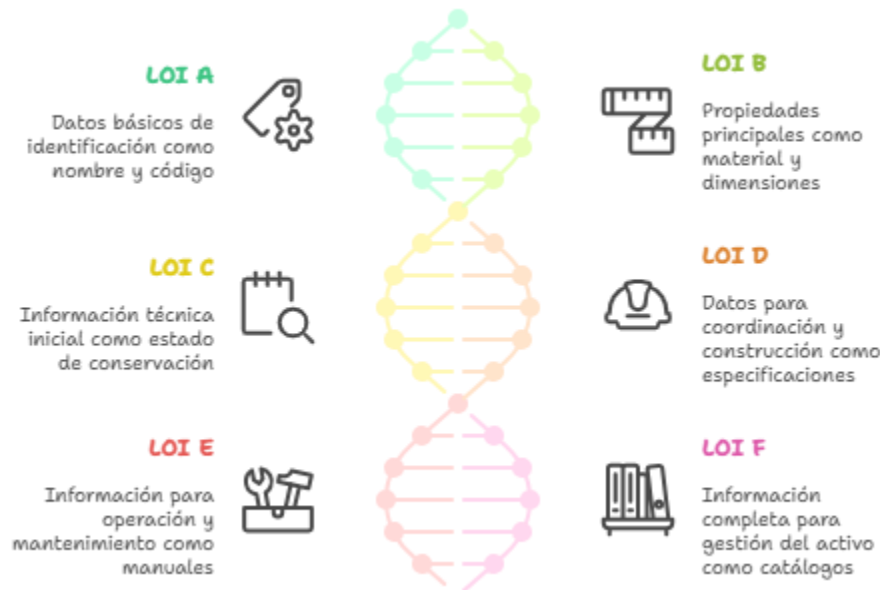 LOI A
Datos básicos de
identificación como
nombre y código
LOI B
Propiedades
principales como
material y
dimensiones
LOI C
Información técnica
inicial como estado
de conservación
LOI D
Datos para
coordinación y
construcción como
especificaciones
LOI E
Información para
operación y
mantenimiento como
manuales
LOI F
Información
completa para
gestión del activo
como catálogos